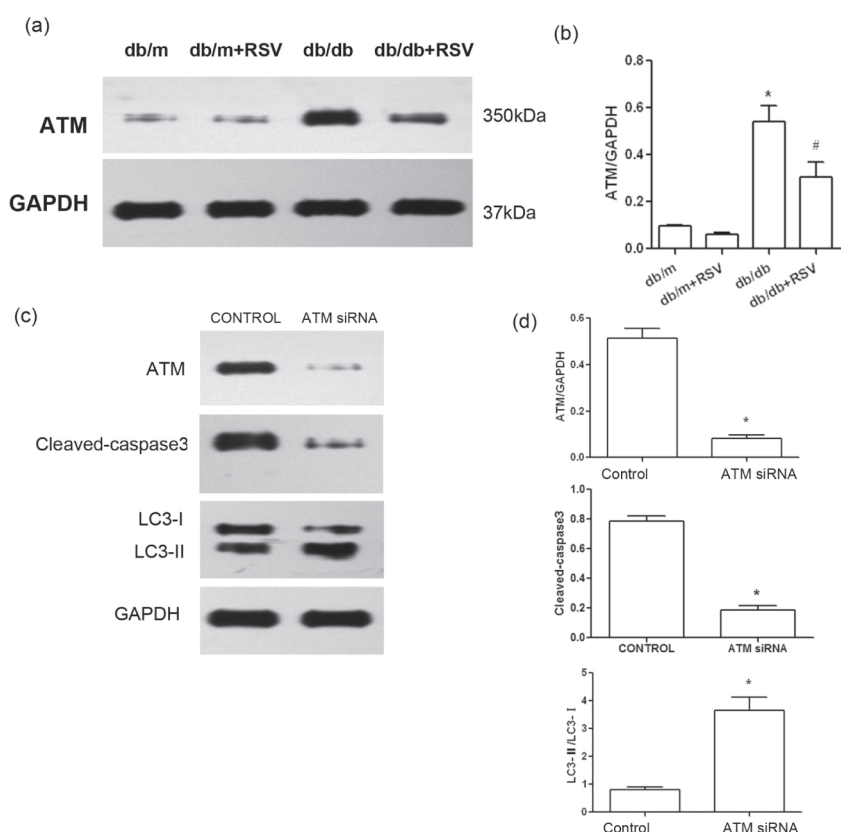 (a)
db/m db/m+RSV db/db db/db+RSV
ATM
350kDa
GAPDH
37kDa
(b)
ATM/GAPDH
0.8
0.6
0.4
0.2
0.0
*
#
db/m
db/m+RSV
db/db
db/db+RSV
(c)
CONTROL ATM siRNA
ATM
Cleaved-caspase3
LC3-I
LC3-II
GAPDH
(d)
ATM/GAPDH
0.6
0.4
0.2
0.0
*
Control ATM siRNA
Cleaved-caspase3
1.0
0.8
0.6
0.4
0.2
0.0
*
CONTROL ATM siRNA
LC3-II/LC3-I
5
4
3
2
1
0
*
Control ATM siRNA